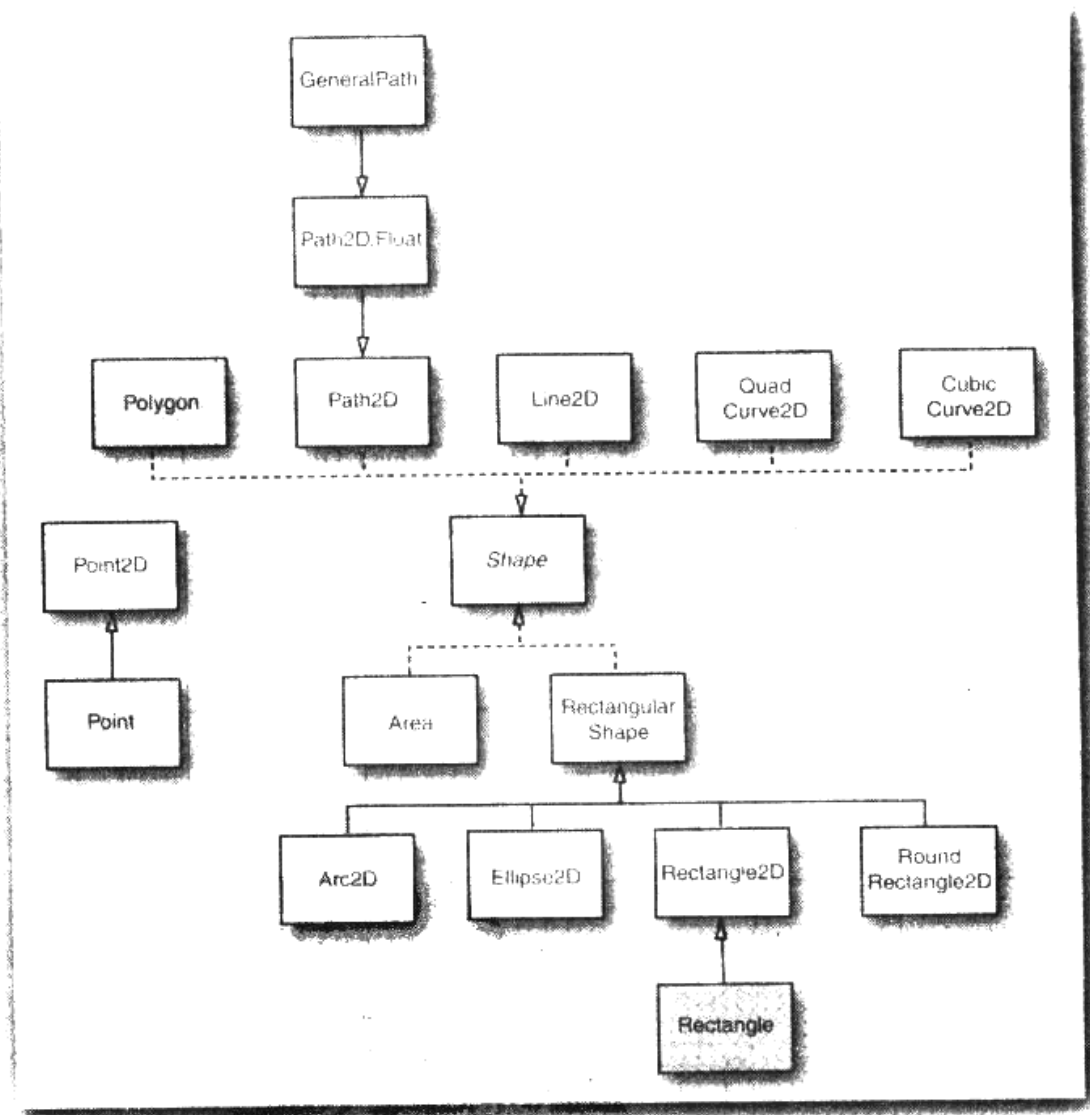 GeneralPath
Path2D.Float
Polygon
Path2D
Line2D
Quad
Curve2D
Cubic
Curve2D
Point2D
Shape
Point
Area
Rectangular
Shape
Arc2D
Ellipse2D
Rectangle2D
Round
Rectangle2D
Rectangle